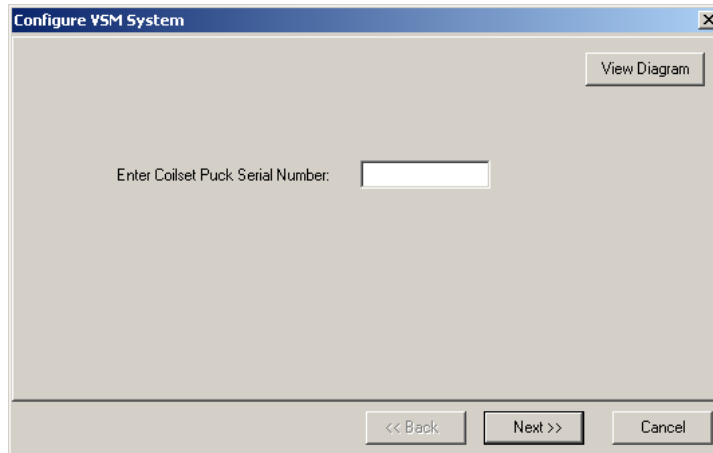 Configure VSM System
View Diagram
Enter Coilset Puck Serial Number:
<< Back
Next >>
Cancel